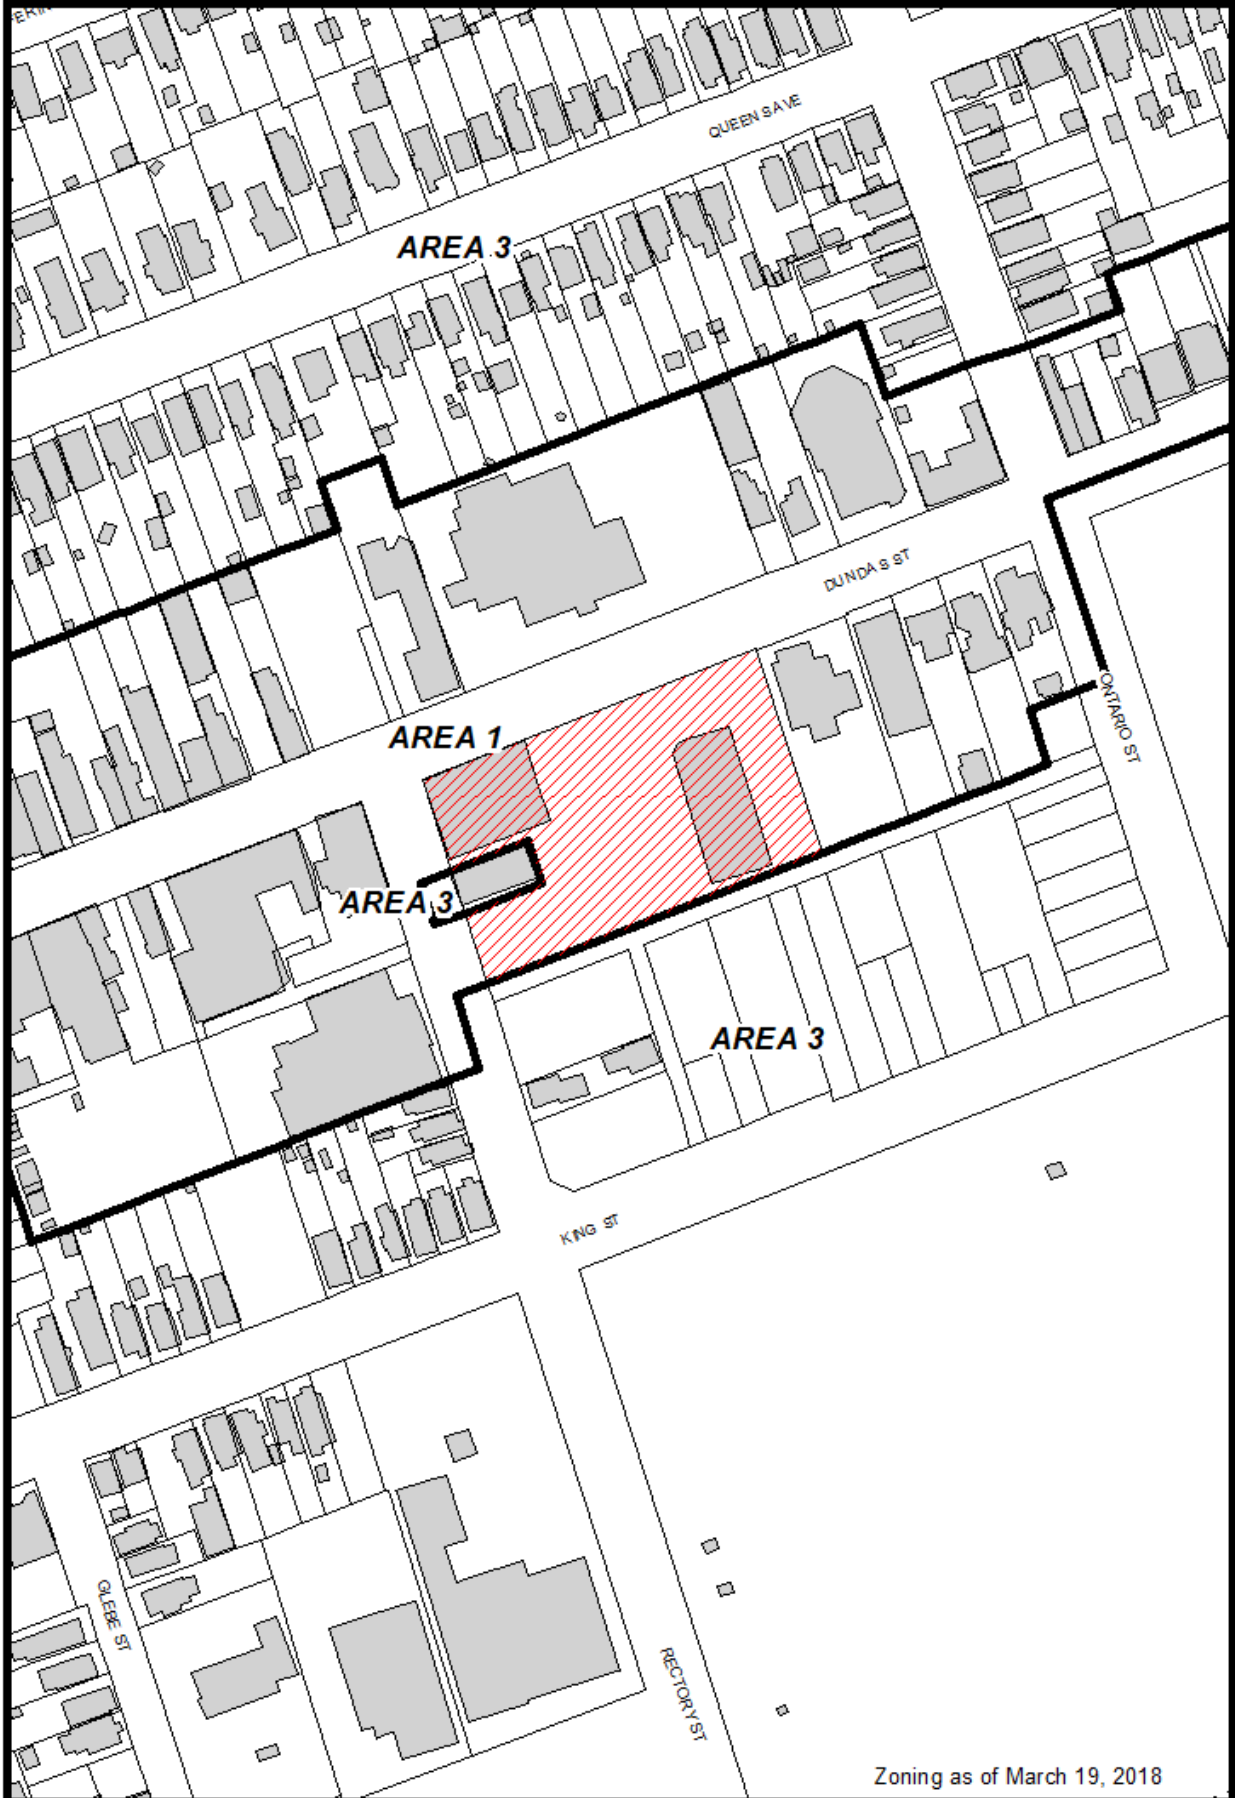 QUEENS AVE
AREA 3
DUNDAS ST
ONTARIO ST
AREA 1
AREA 3
AREA 3
KING ST
GLEBE ST
RECTORY ST
Zoning as of March 19, 2018